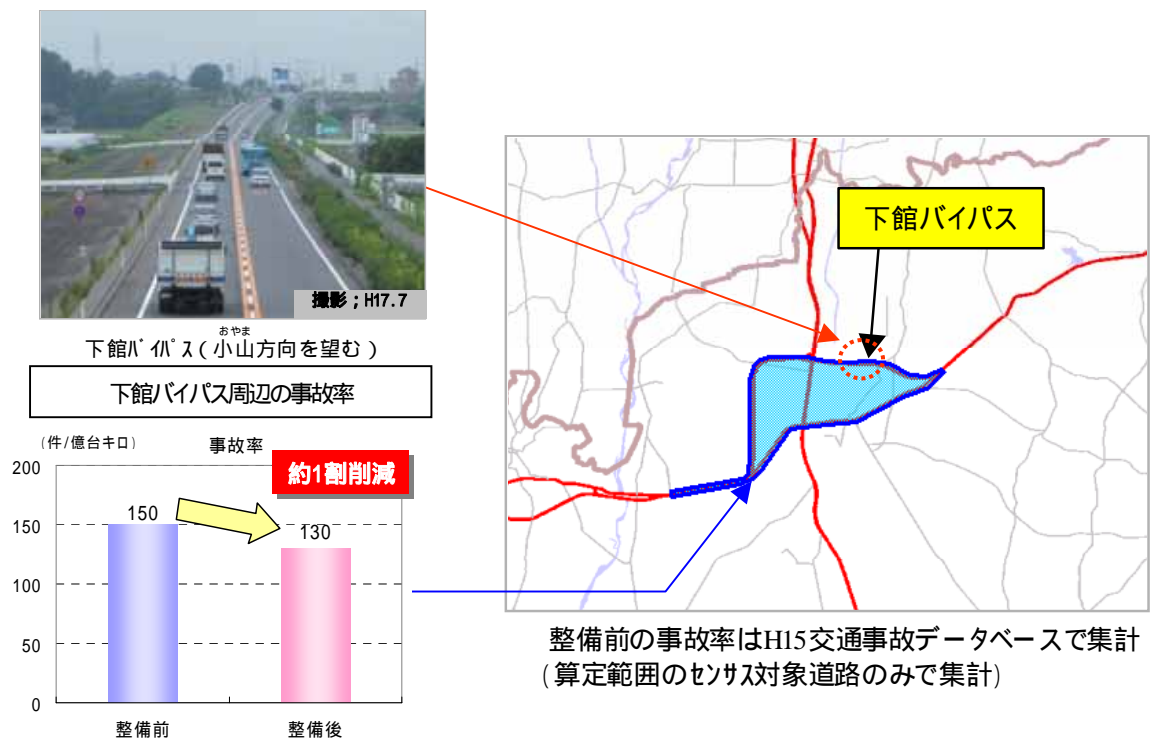 撮影；H17.7
おやま
下館ﾊﾞｲﾊﾟｽ(小山方向を望む)
下館バイパス周辺の事故率
(件/億台キロ)
事故率
約1割削減
200
150
100
50
0
150
130
整備前
整備後
下館バイパス
整備前の事故率はH15交通事故データベースで集計
(算定範囲のｾﾝｻｽ対象道路のみで集計)